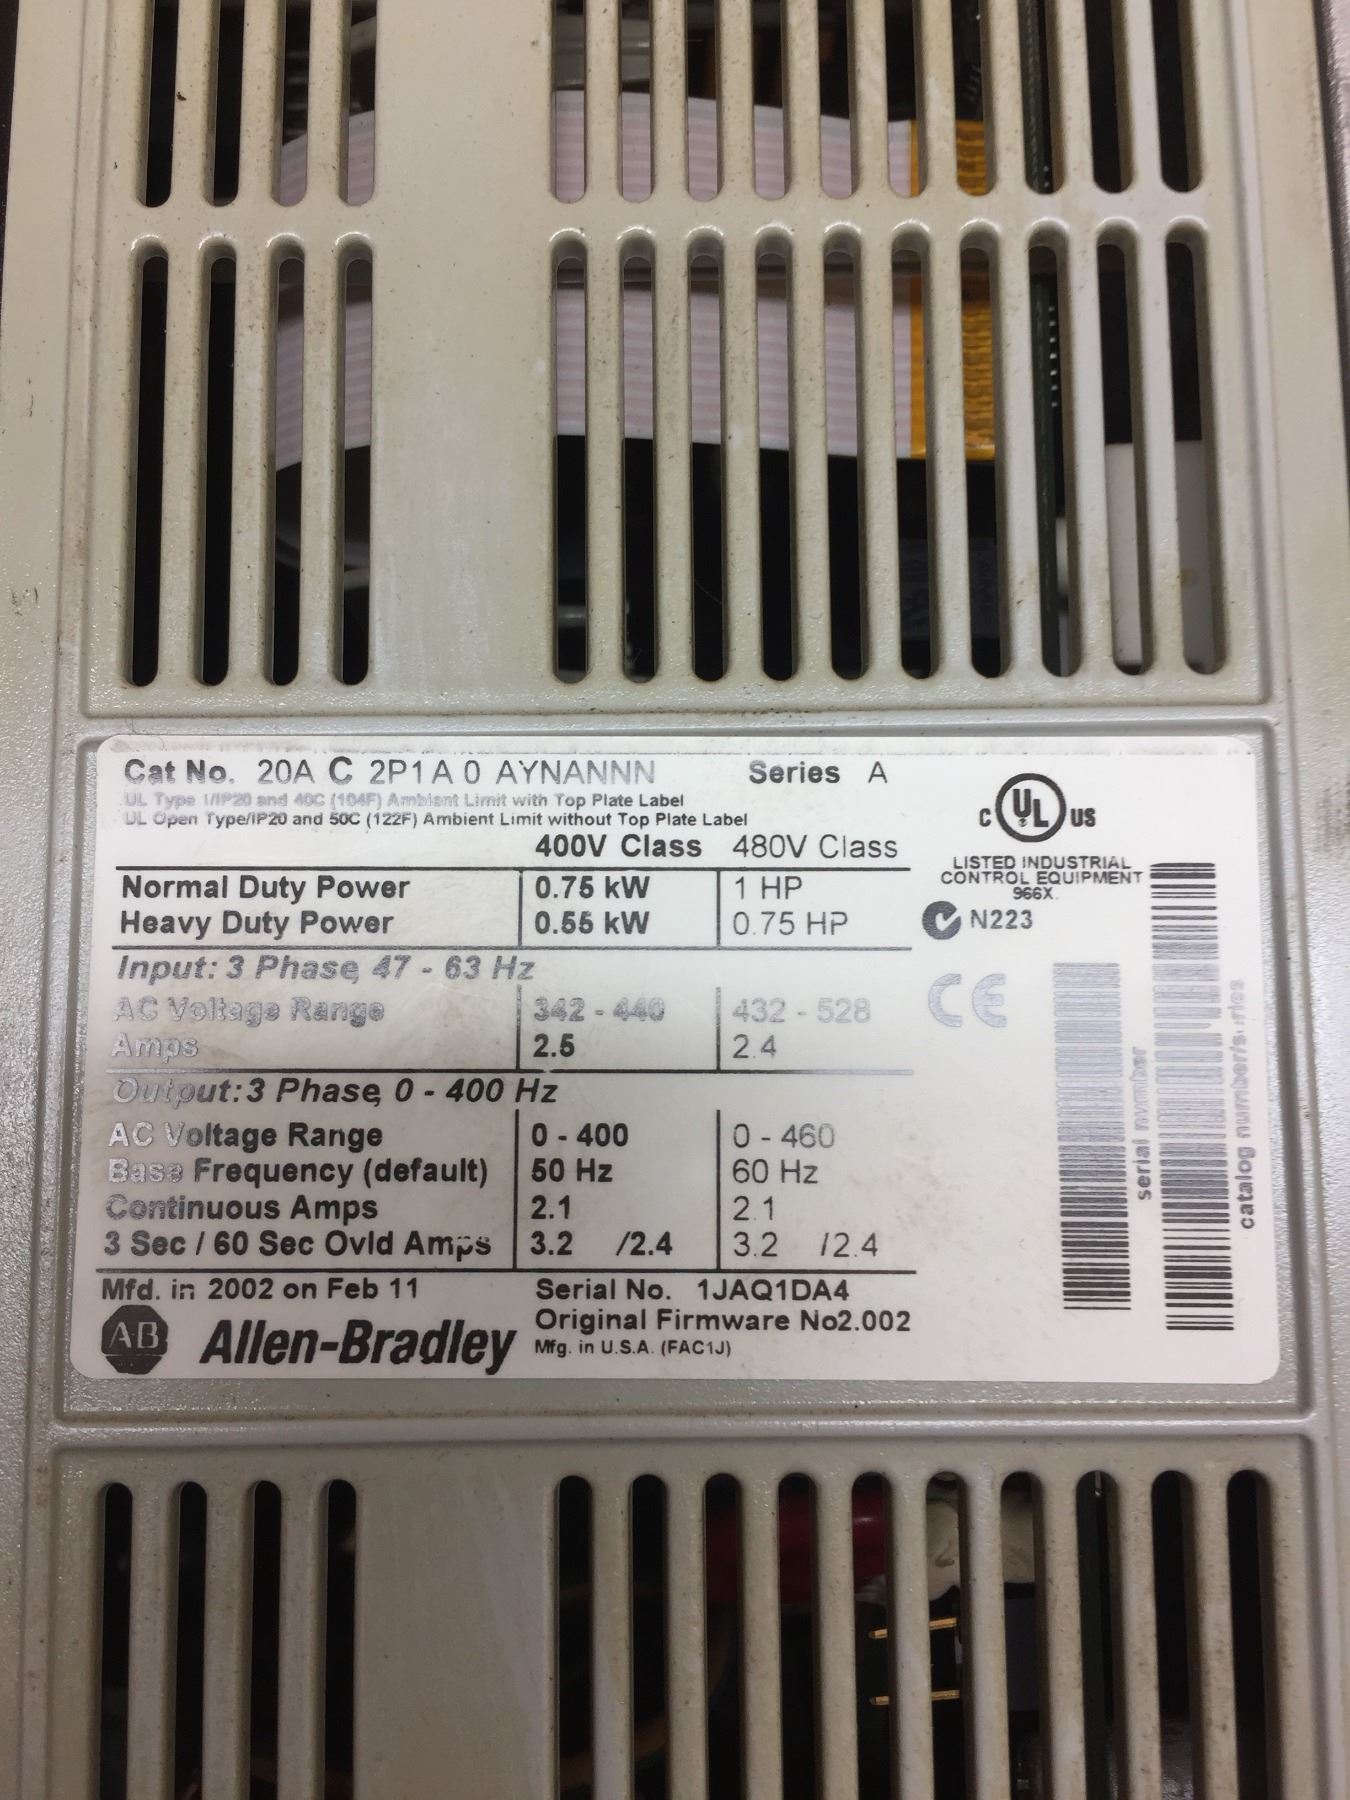 Cat No. 20A C 2P1A 0 AYNANNN Series A
UL Type 1/IP20 and 40C (104F) Ambient Limit with Top Plate Label
UL Open Type/IP20 and 50C (122F) Ambient Limit without Top Plate Label
400V Class 480V Class
Normal Duty Power 0.75 kW 1 HP
Heavy Duty Power 0.55 kW 0.75 HP
Input: 3 Phase, 47 - 63 Hz
AC Voltage Range 342 - 440 432 - 528
Amps 2.5 2.4
Output: 3 Phase, 0 - 400 Hz
AC Voltage Range 0 - 400 0 - 460
Base Frequency (default) 50 Hz 60 Hz
Continuous Amps 2.1 2.1
3 Sec / 60 Sec Ovld Amps 3.2 /2.4 3.2 /2.4
Mfd. in 2002 on Feb 11 Serial No. 1JAQ1DA4
Original Firmware No2.002
AB Allen-Bradley Mfg. in U.S.A. (FAC1J)
C UL US
LISTED INDUSTRIAL
CONTROL EQUIPMENT
966X
N223
CE
serial number
catalog number/series